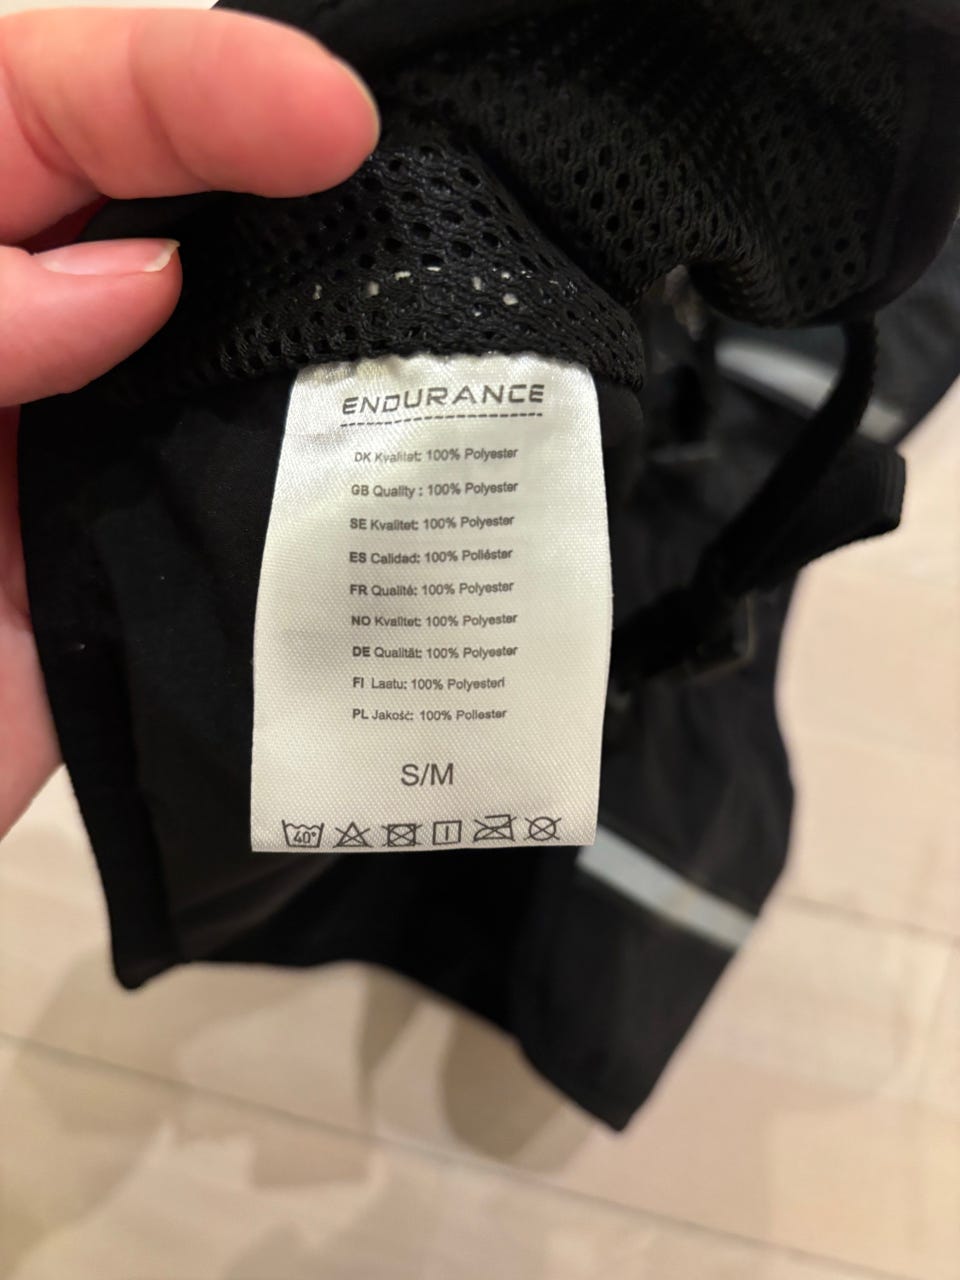 ENDURANCE
DK Kvalitet: 100% Polyester
GB Quality : 100% Polyester
SE Kvalitet: 100% Polyester
ES Calidad: 100% Poliéster
FR Qualité: 100% Polyester
NO Kvalitet: 100% Polyester
DE Qualität: 100% Polyester
FI Laatu: 100% Polyesteri
PL Jakość: 100% Poliester
S/M
40°